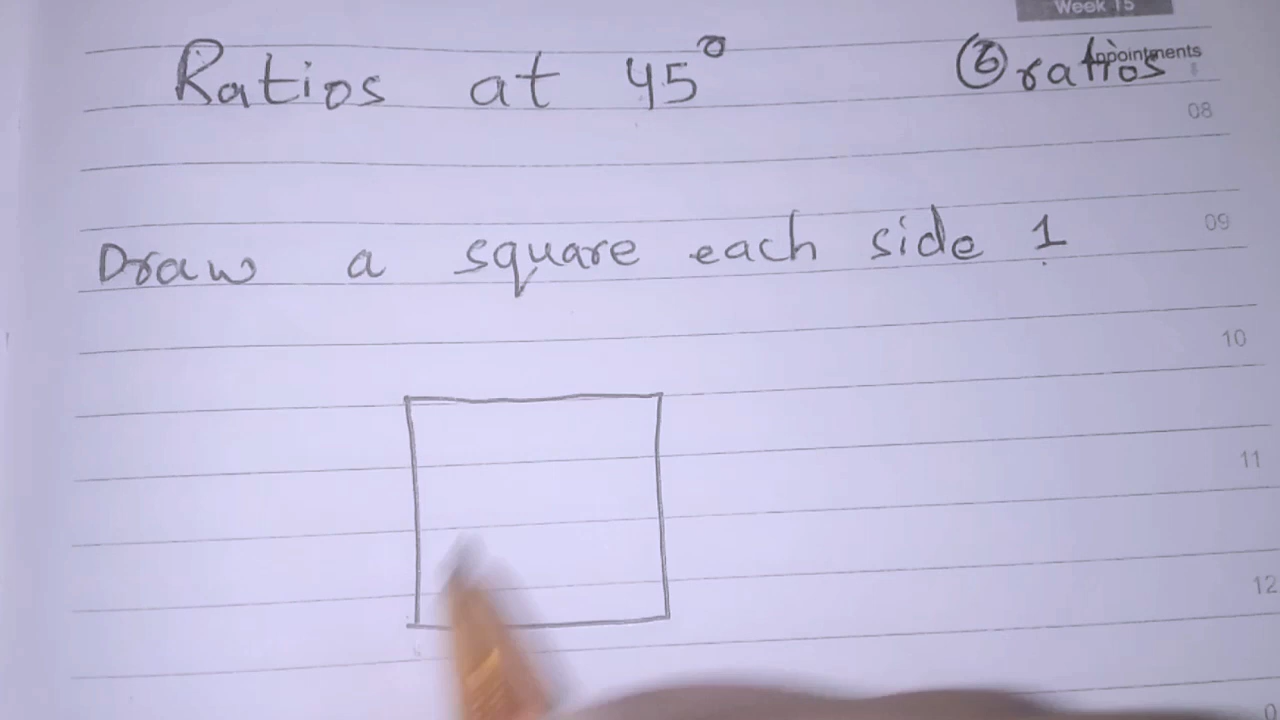 Week 15
Ratios at 45° ⑥ ratios
Appointments
08
Draw a square each side 1
09
10
11
12